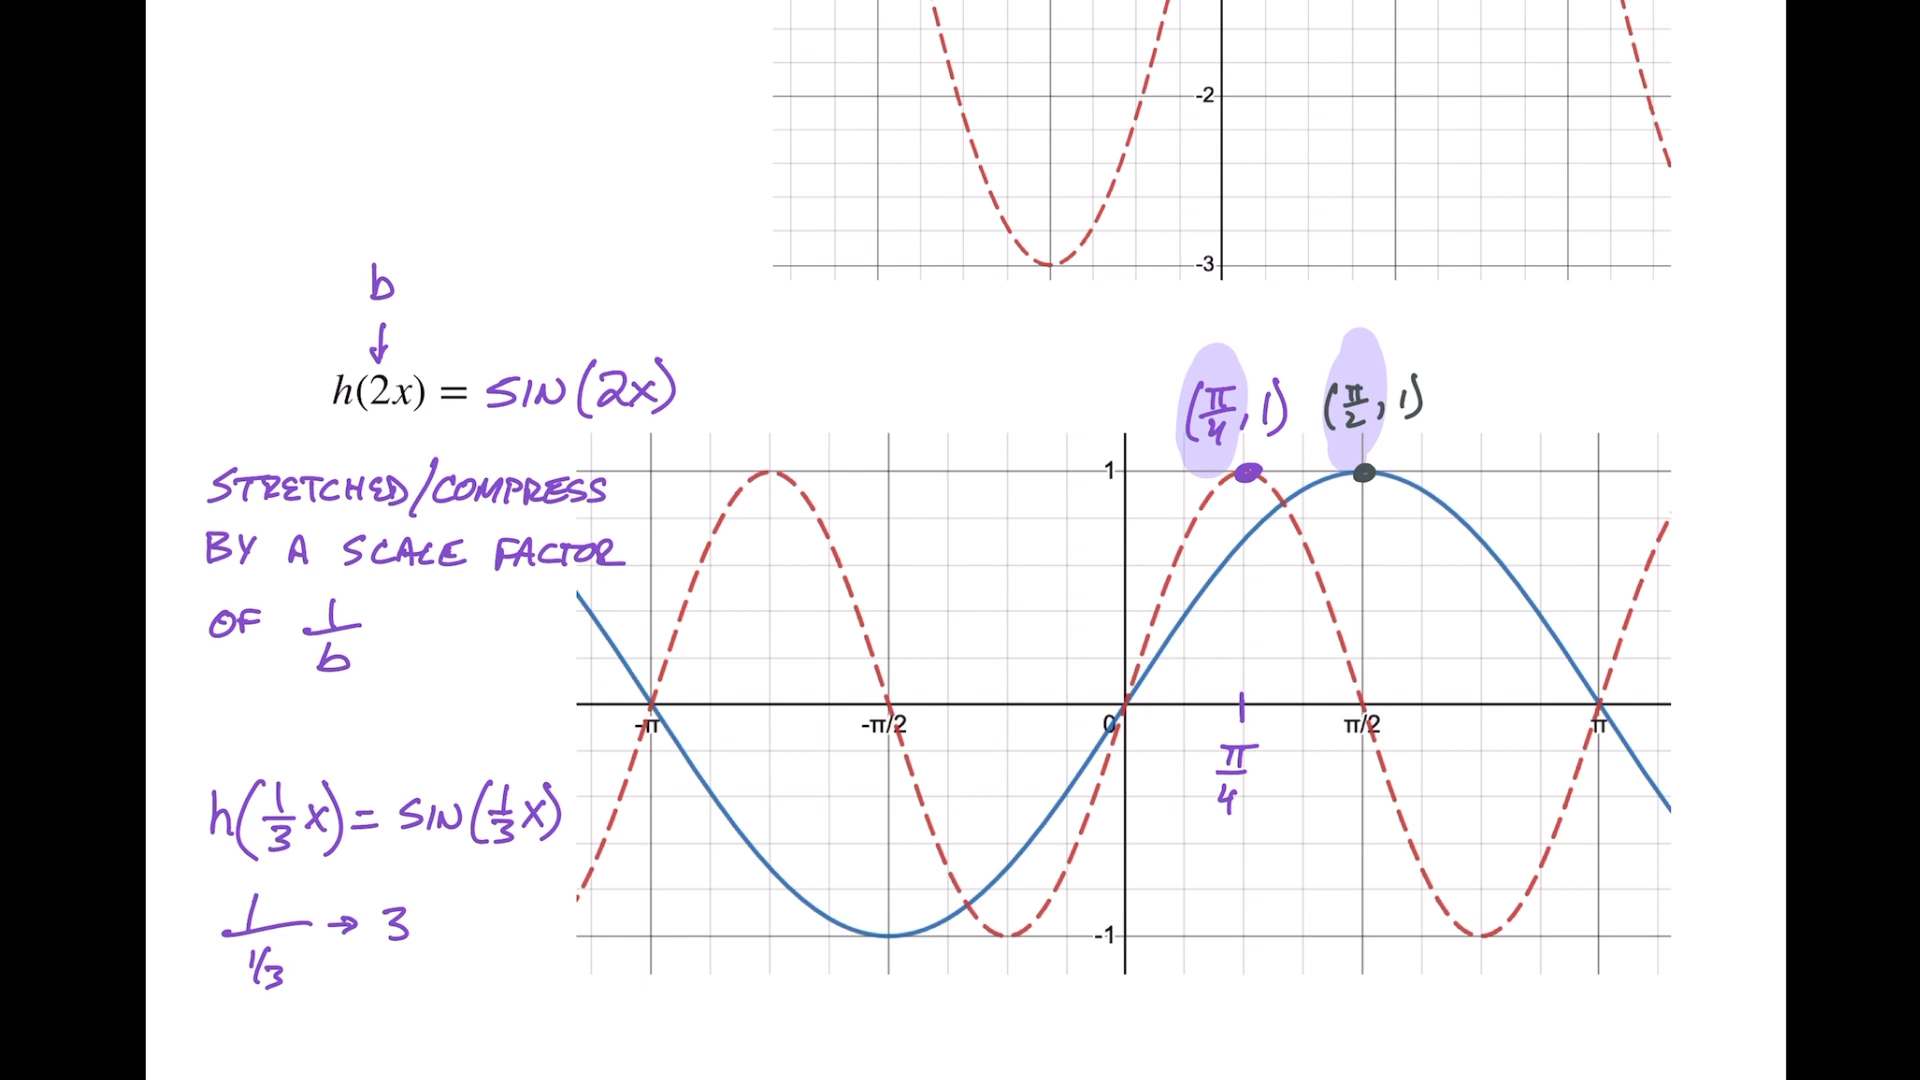 -2
-3
b
↓
h(2x) = SIN(2x)
(π/4, 1) (π/2, 1)
STRETCHED/COMPRESS
BY A SCALE FACTOR
OF 1/b
1
-π -π/2 0 π/2 π
π/4
h(1/3 x) = SIN(1/3 x)
1/(1/3) → 3
-1